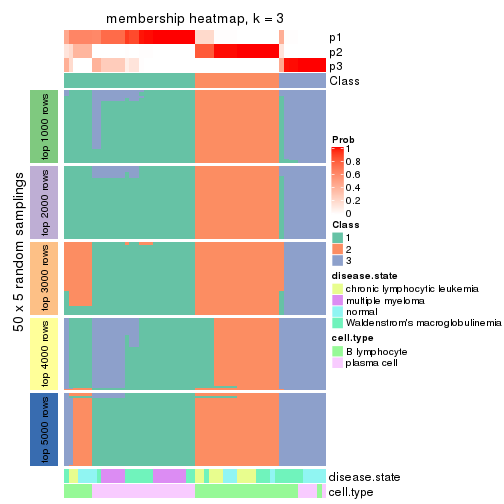 membership heatmap, k = 3
p1
p2
p3
Class
50 x 5 random samplings
top 1000 rows
top 2000 rows
top 3000 rows
top 4000 rows
top 5000 rows
disease.state
cell.type
Prob
1
0.8
0.6
0.4
0.2
0
Class
1
2
3
disease.state
chronic lymphocytic leukemia
multiple myeloma
normal
Waldenstrom's macroglobulinemia
cell.type
B lymphocyte
plasma cell